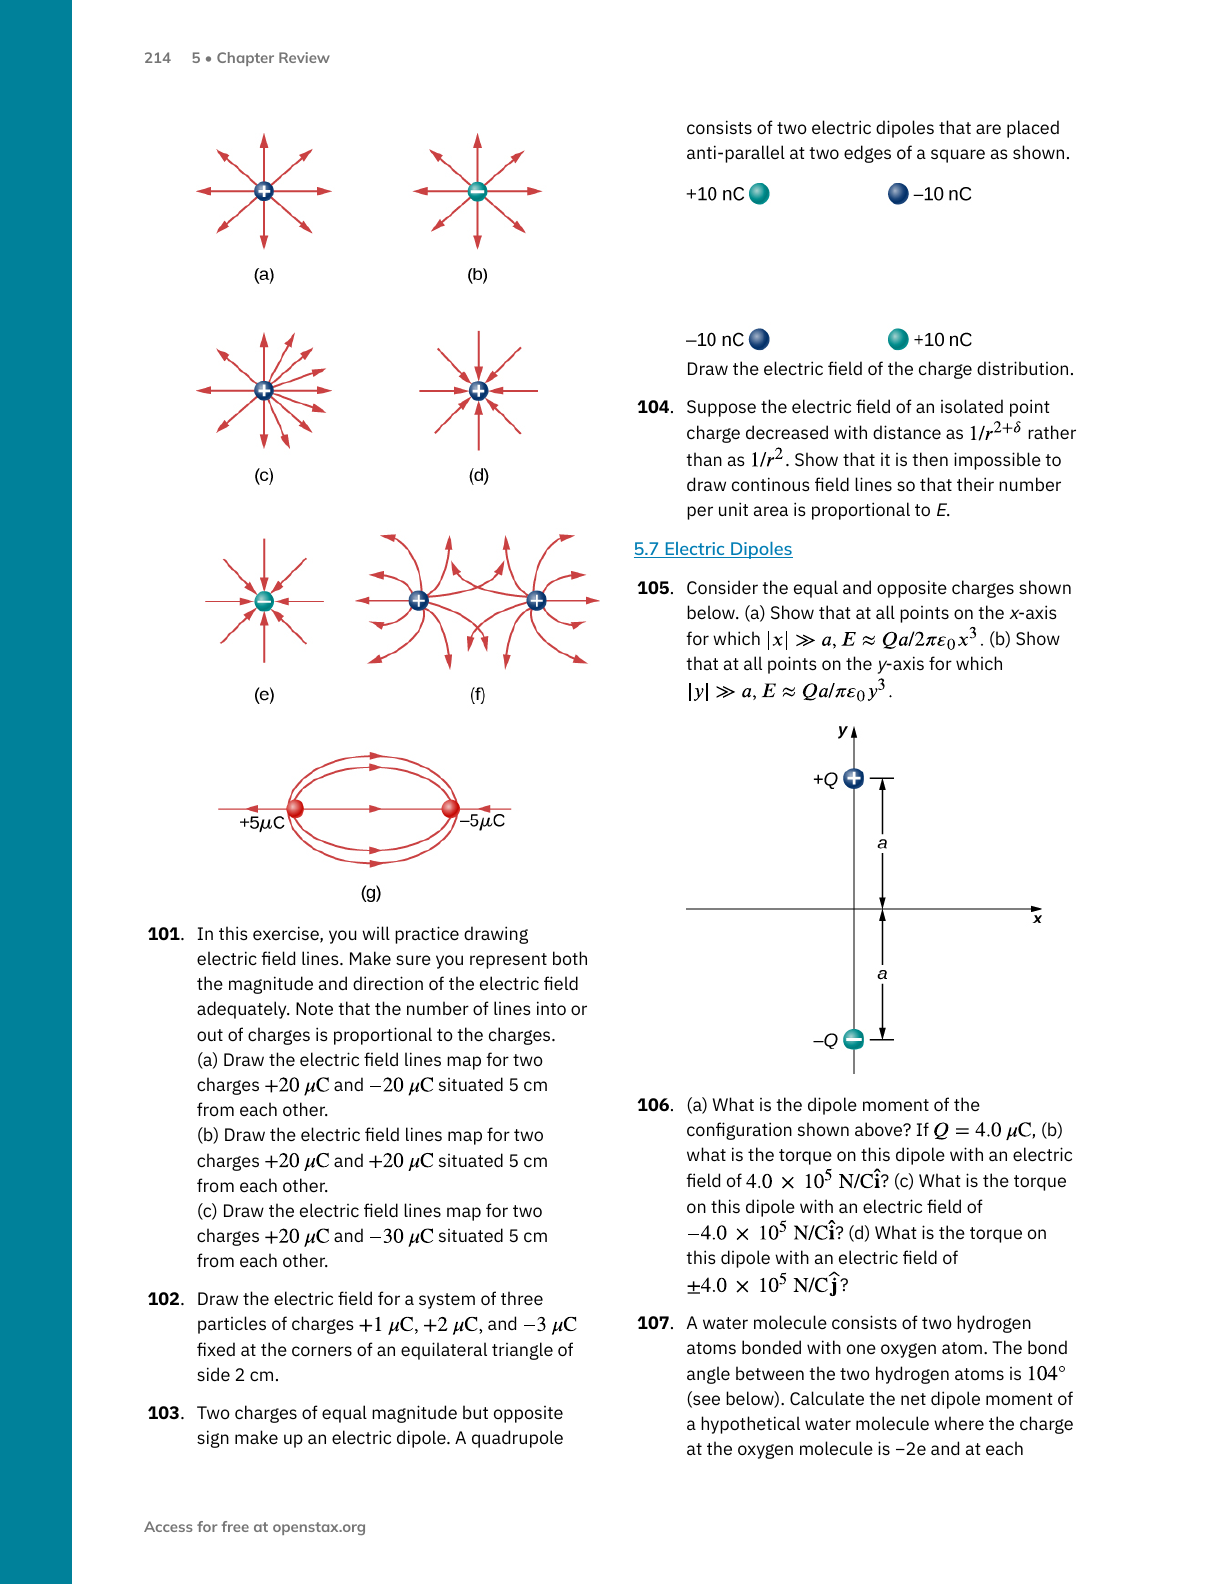 214 5 • Chapter Review
(a)
(b)
(c)
(d)
(e)
(f)
+5μC
−5μC
(g)
101. In this exercise, you will practice drawing
electric field lines. Make sure you represent both
the magnitude and direction of the electric field
adequately. Note that the number of lines into or
out of charges is proportional to the charges.
(a) Draw the electric field lines map for two
charges +20 μC and −20 μC situated 5 cm
from each other.
(b) Draw the electric field lines map for two
charges +20 μC and +20 μC situated 5 cm
from each other.
(c) Draw the electric field lines map for two
charges +20 μC and −30 μC situated 5 cm
from each other.
102. Draw the electric field for a system of three
particles of charges +1 μC, +2 μC, and −3 μC
fixed at the corners of an equilateral triangle of
side 2 cm.
103. Two charges of equal magnitude but opposite
sign make up an electric dipole. A quadrupole
consists of two electric dipoles that are placed
anti-parallel at two edges of a square as shown.
+10 nC
−10 nC
−10 nC
+10 nC
Draw the electric field of the charge distribution.
104. Suppose the electric field of an isolated point
charge decreased with distance as 1/r²⁺ᵟ rather
than as 1/r². Show that it is then impossible to
draw continous field lines so that their number
per unit area is proportional to E.
5.7 Electric Dipoles
105. Consider the equal and opposite charges shown
below. (a) Show that at all points on the x-axis
for which |x| ≫ a, E ≈ Qa/2πε₀x³. (b) Show
that at all points on the y-axis for which
|y| ≫ a, E ≈ Qa/πε₀y³.
y
+Q
a
x
a
−Q
106. (a) What is the dipole moment of the
configuration shown above? If Q = 4.0 μC, (b)
what is the torque on this dipole with an electric
field of 4.0 × 10⁵ N/Cî? (c) What is the torque
on this dipole with an electric field of
−4.0 × 10⁵ N/Cî? (d) What is the torque on
this dipole with an electric field of
±4.0 × 10⁵ N/Cĵ?
107. A water molecule consists of two hydrogen
atoms bonded with one oxygen atom. The bond
angle between the two hydrogen atoms is 104°
(see below). Calculate the net dipole moment of
a hypothetical water molecule where the charge
at the oxygen molecule is −2e and at each
Access for free at openstax.org